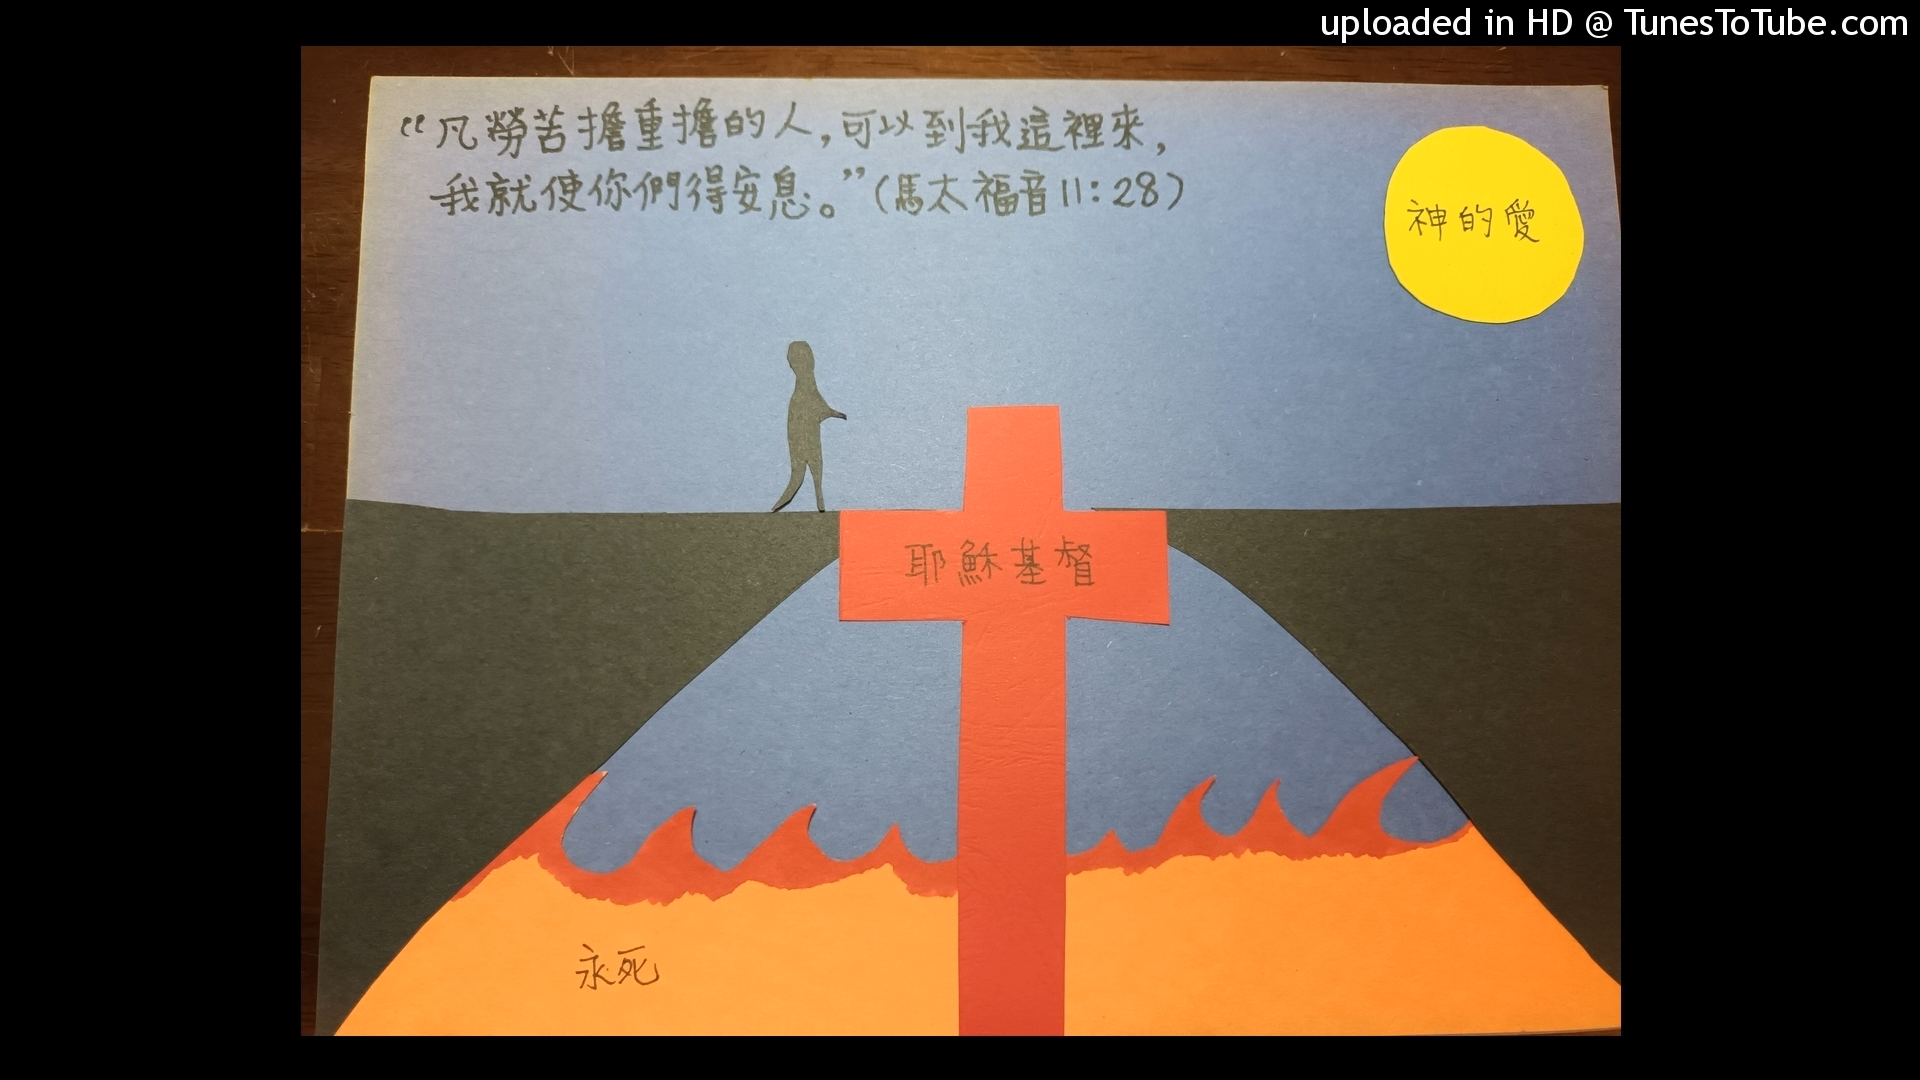 uploaded in HD @ TunesToTube.com
“凡勞苦擔重擔的人,可以到我這裡來,
我就使你們得安息。”(馬太福音11:28)
神的愛
耶穌基督
永死